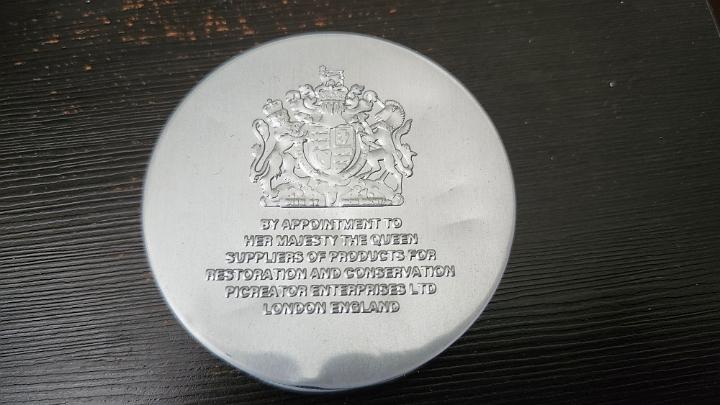 BY APPOINTMENT TO
HER MAJESTY THE QUEEN
SUPPLIERS OF PRODUCTS FOR
RESTORATION AND CONSERVATION
PICREATOR ENTERPRISES LTD
LONDON ENGLAND